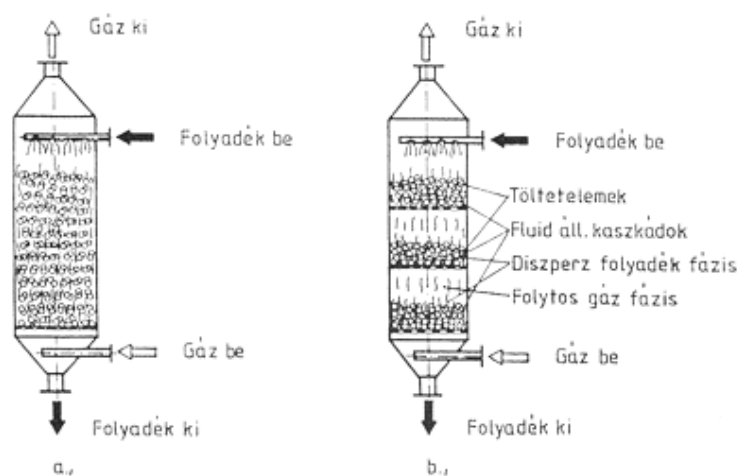 Gáz ki
Folyadék be
Gáz be
Folyadék ki
a.,
Gáz ki
Folyadék be
Töltetelemek
Fluid áll. kaszkádok
Diszperz folyadék fázis
Folytos gáz fázis
Gáz be
Folyadék ki
b.,